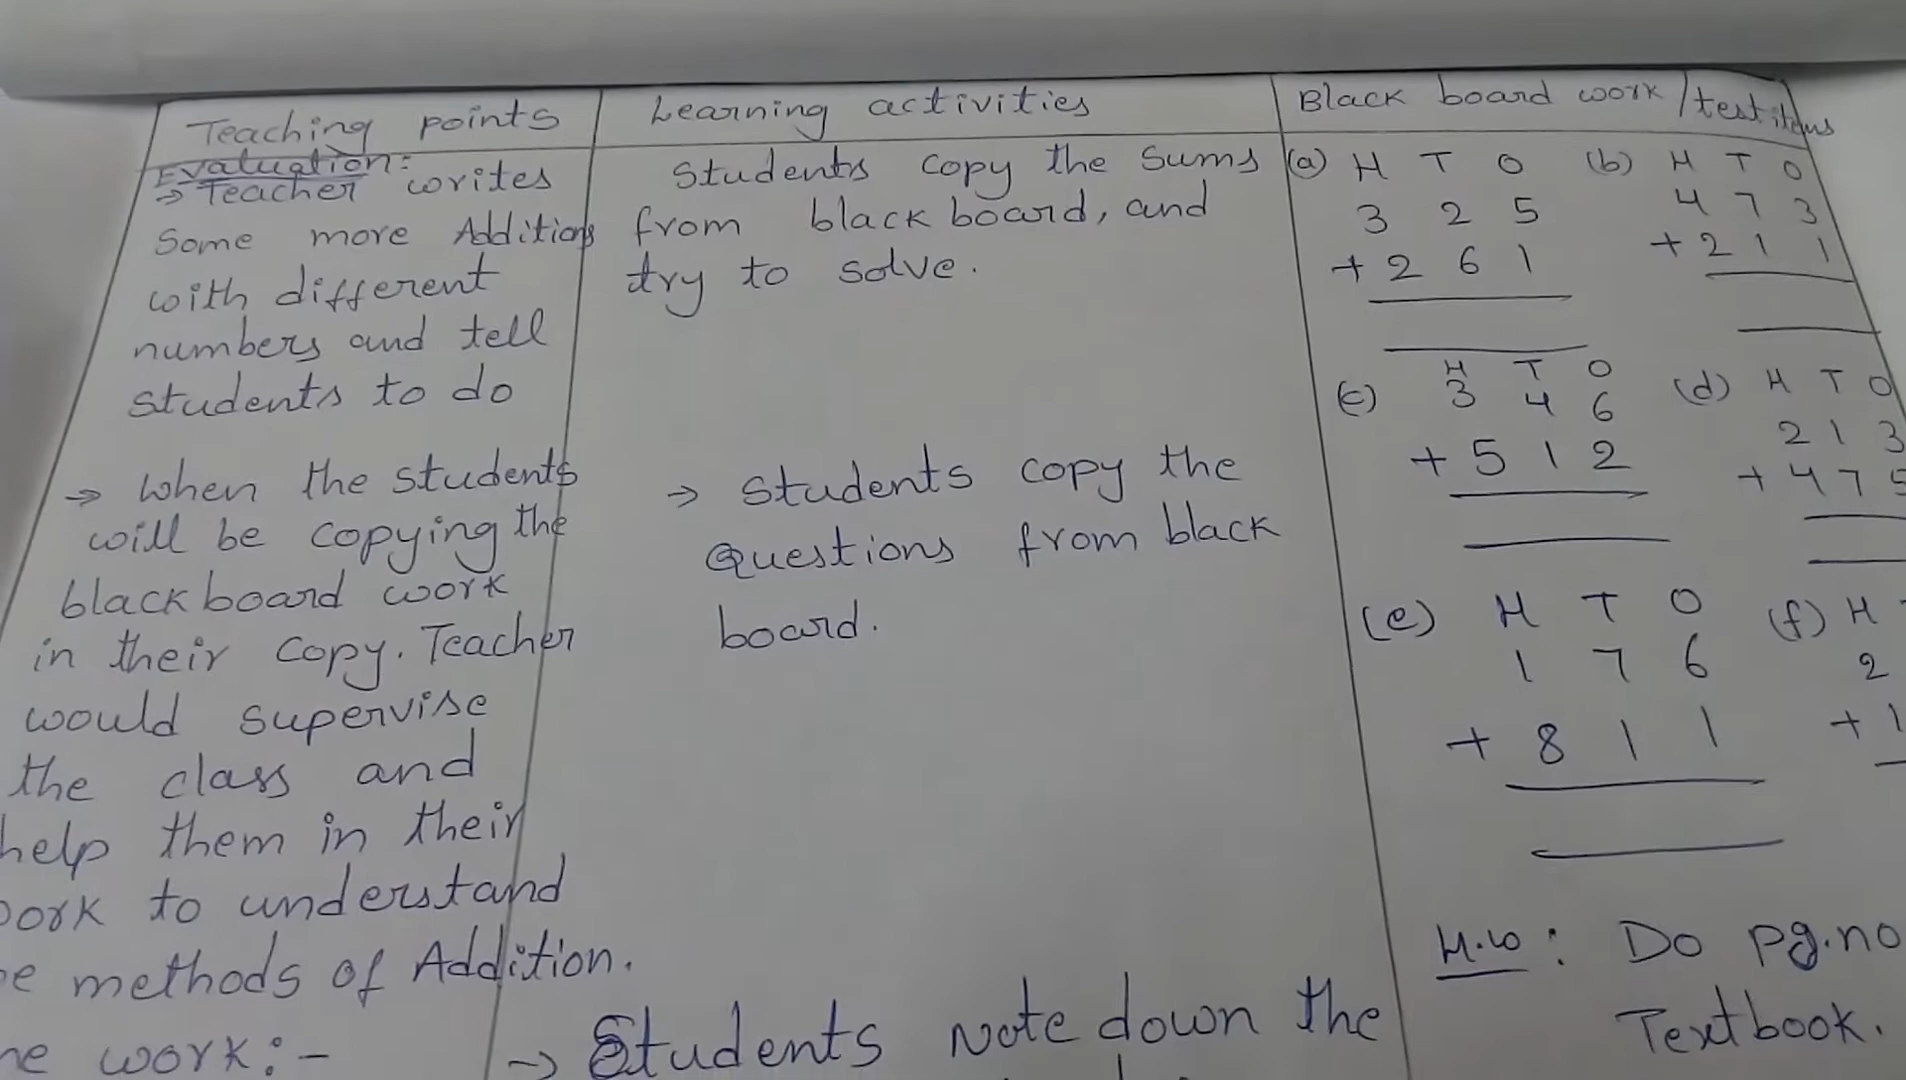 Teaching points
Evaluation:-
→ Teacher writes
Some more Additions
with different
numbers and tell
students to do
→ When the students
will be copying the
blackboard work
in their copy. Teacher
would supervise
the class and
help them in their
to understand
methods of Addition.
work:-
Learning activities
Students copy the sums
from black board, and
try to solve.
→ Students copy the
Questions from black
board.
→ Students note down the
Black board work / test items
(a) H T O
3 2 5
+ 2 6 1
(b) H T O
4 7 3
+ 2 1 1
(c) H T O
3 4 6
+ 5 1 2
(d) H T O
2 1 3
+ 4 7 5
(e) H T O
1 7 6
+ 8 1 1
(f) H
2
+ 1
H.W : Do pg.no
Textbook.